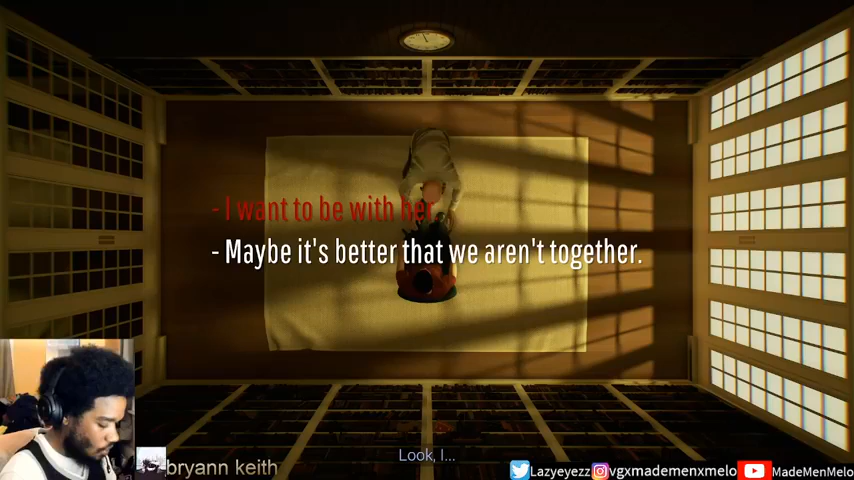 - I want to be with her
- Maybe it's better that we aren't together.
Look, I...
bryann keith
Lazyeyezz vgxmademenxmelo MadeMenMelo